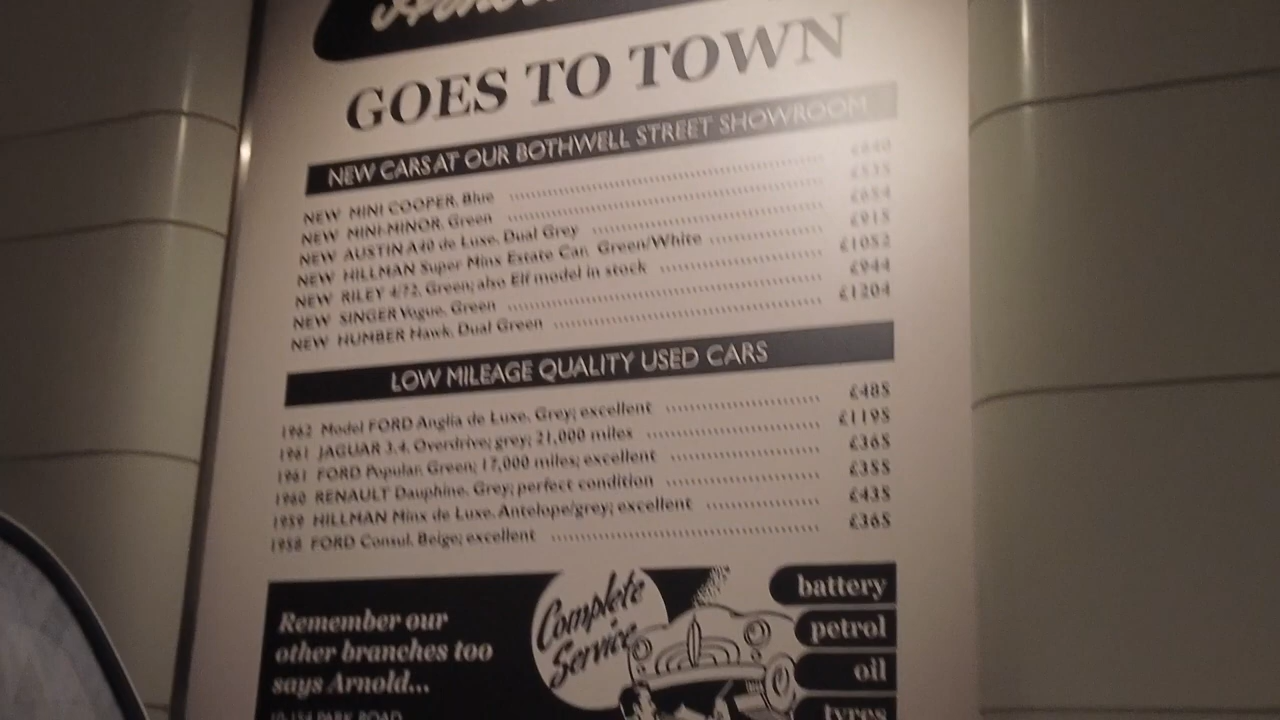 GOES TO TOWN
NEW CARS AT OUR BOTHWELL STREET SHOWROOM
NEW MINI COOPER, Blue ........ £640
NEW MINI-MINOR, Green ........ £535
NEW AUSTIN A40 de Luxe, Dual Grey ........ £654
NEW HILLMAN Super Minx Estate Car, Green/White ........ £915
NEW RILEY 4/72, Green; also Elf model in stock ........ £1052
NEW SINGER Vogue, Green ........ £944
NEW HUMBER Hawk, Dual Green ........ £1204
LOW MILEAGE QUALITY USED CARS
1962 Model FORD Anglia de Luxe, Grey; excellent ........ £485
1961 JAGUAR 3.4, Overdrive; grey; 21,000 miles ........ £1195
1961 FORD Popular, Green; 17,000 miles; excellent ........ £365
1960 RENAULT Dauphine, Grey; perfect condition ........ £355
1959 HILLMAN Minx de Luxe, Antelope/grey; excellent ........ £435
1958 FORD Consul, Beige; excellent ........ £365
Remember our
other branches too
says Arnold...
PARK ROAD
Complete
Service
battery
petrol
oil
tyres